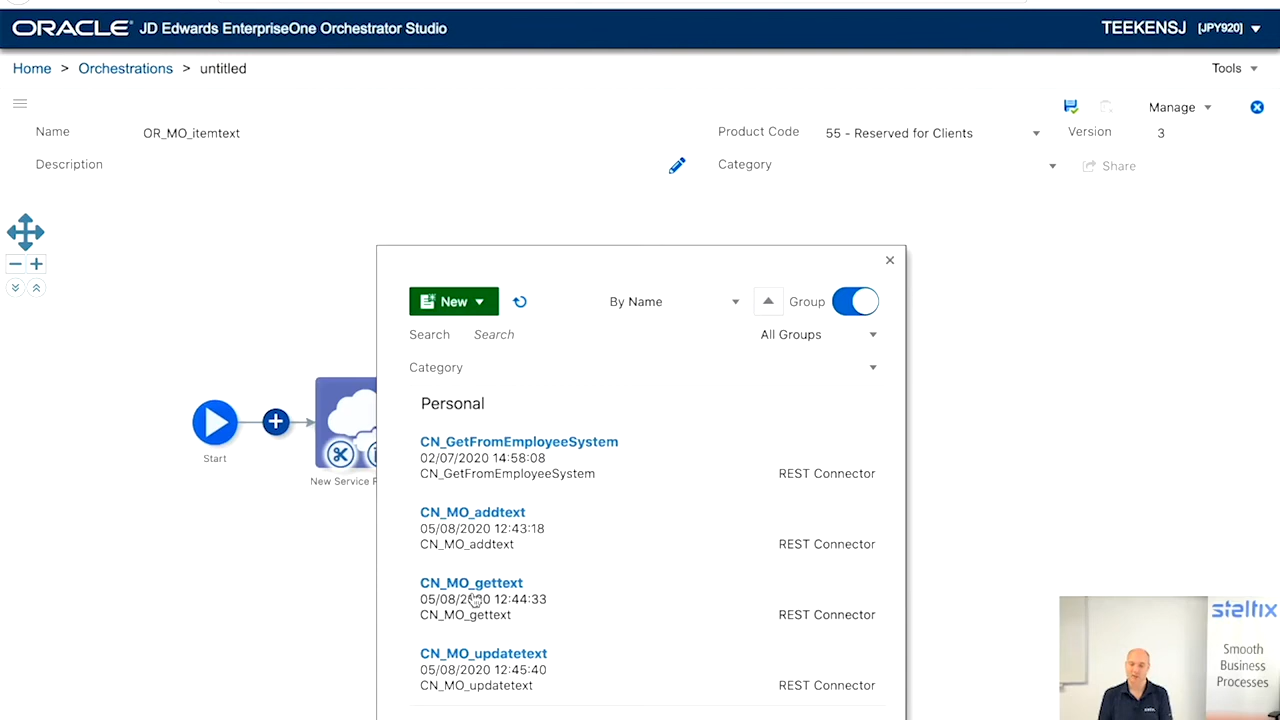 ORACLE® JD Edwards EnterpriseOne Orchestrator Studio
TEEKENSJ [JPY920]
Home > Orchestrations > untitled
Tools
Manage
Name OR_MO_itemtext
Product Code 55 - Reserved for Clients
Version 3
Description
Category
Share
New
By Name
Group
Search Search
All Groups
Category
Personal
CN_GetFromEmployeeSystem
02/07/2020 14:58:08
CN_GetFromEmployeeSystem REST Connector
CN_MO_addtext
05/08/2020 12:43:18
CN_MO_addtext REST Connector
CN_MO_gettext
05/08/2020 12:44:33
CN_MO_gettext REST Connector
CN_MO_updatetext
05/08/2020 12:45:40
CN_MO_updatetext REST Connector
Start
New Service
steltix
Smooth
Business
Processes